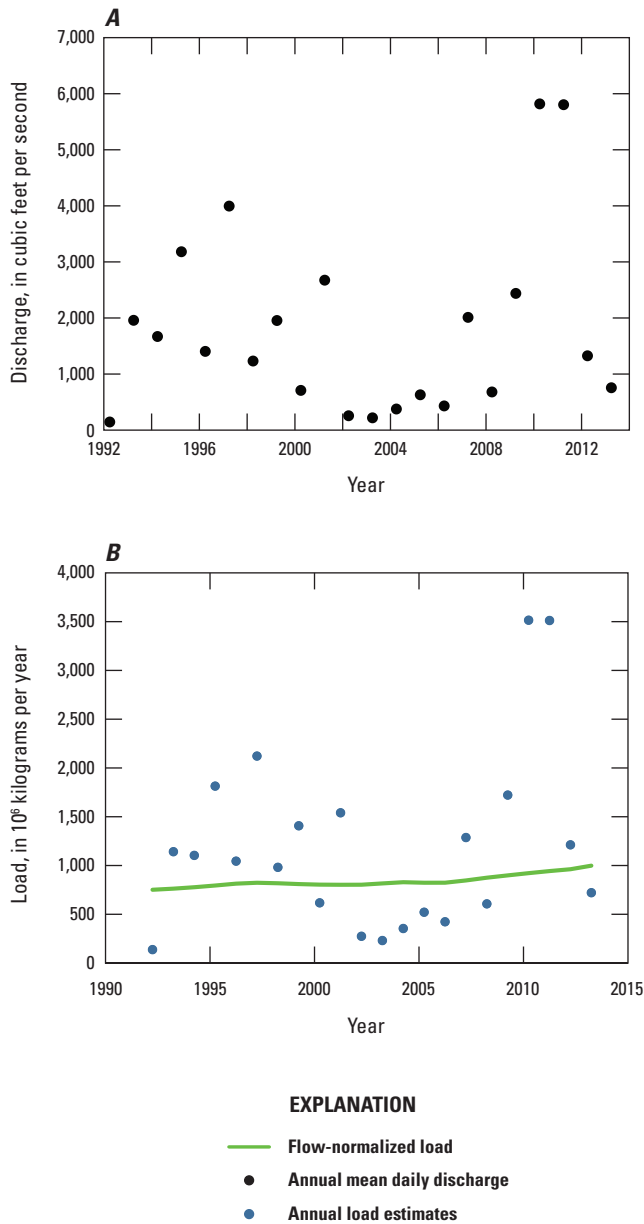 A
7,000
6,000
5,000
4,000
3,000
2,000
1,000
0
Discharge, in cubic feet per second
1992 1996 2000 2004 2008 2012
Year
B
4,000
3,500
3,000
2,500
2,000
1,500
1,000
500
0
Load, in 10⁶ kilograms per year
1990 1995 2000 2005 2010 2015
Year
EXPLANATION
Flow-normalized load
Annual mean daily discharge
Annual load estimates